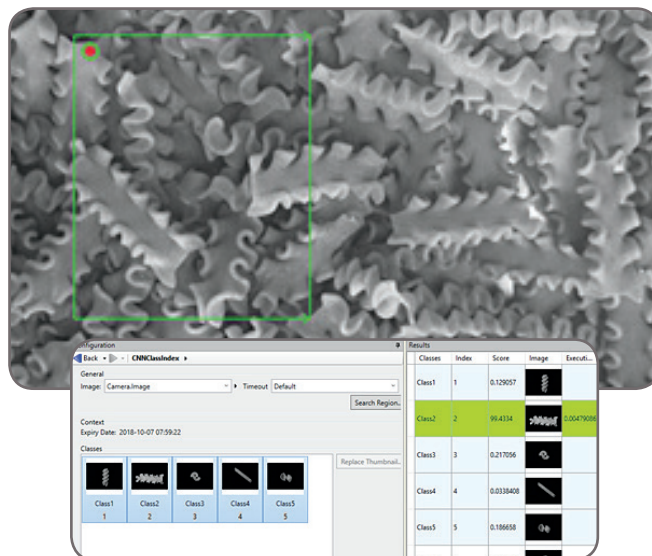 onfiguration
Back CNNClassIndex
General
Image: Camera.Image Timeout Default
Search Region..
Context
Expiry Date: 2018-10-07 07:59:22
Classes
Replace Thumbnail..
Class1 Class2 Class3 Class4 Class5
1 2 3 4 5
Results
Classes Index Score Image Executi...
Class1 1 0.129057
Class2 2 99.4334 0.00479086
Class3 3 0.217056
Class4 4 0.0338408
Class5 5 0.186658